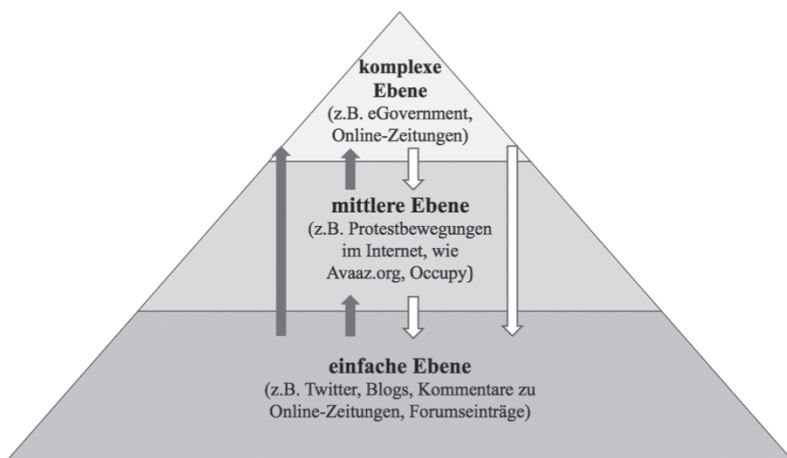 komplexe
Ebene
(z.B. eGovernment,
Online-Zeitungen)
mittlere Ebene
(z.B. Protestbewegungen
im Internet, wie
Avaaz.org, Occupy)
einfache Ebene
(z.B. Twitter, Blogs, Kommentare zu
Online-Zeitungen, Forumseinträge)